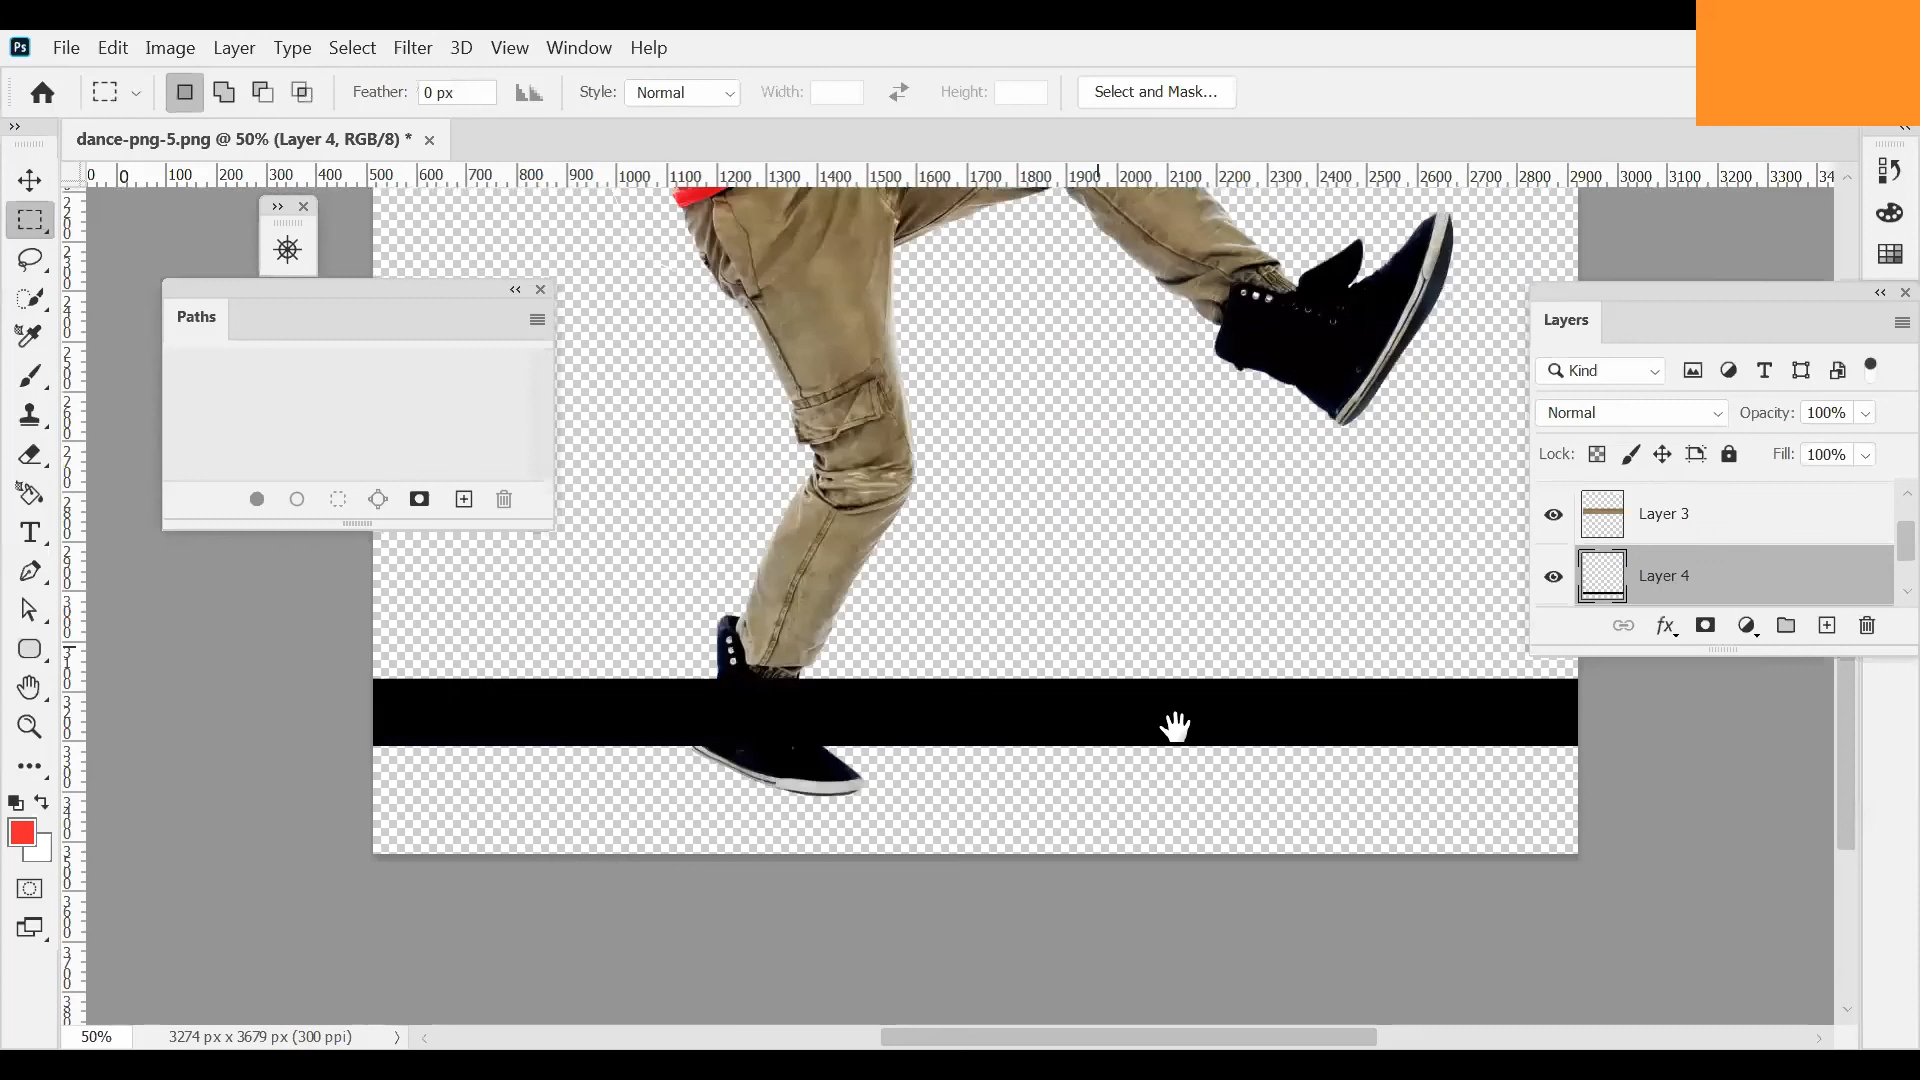 Ps File Edit Image Layer Type Select Filter 3D View Window Help
Feather: 0 px Style: Normal Width: Height: Select and Mask...
dance-png-5.png @ 50% (Layer 4, RGB/8) *
0 100 200 300 400 500 600 700 800 900 1000 1100 1200 1300 1400 1500 1600 1700 1800 1900 2000 2100 2200 2300 2400 2500 2600 2700 2800 2900 3000 3100 3200 3300 34
Paths
Layers
Kind
Normal Opacity: 100%
Lock: Fill: 100%
Layer 3
Layer 4
fx
50% 3274 px x 3679 px (300 ppi)